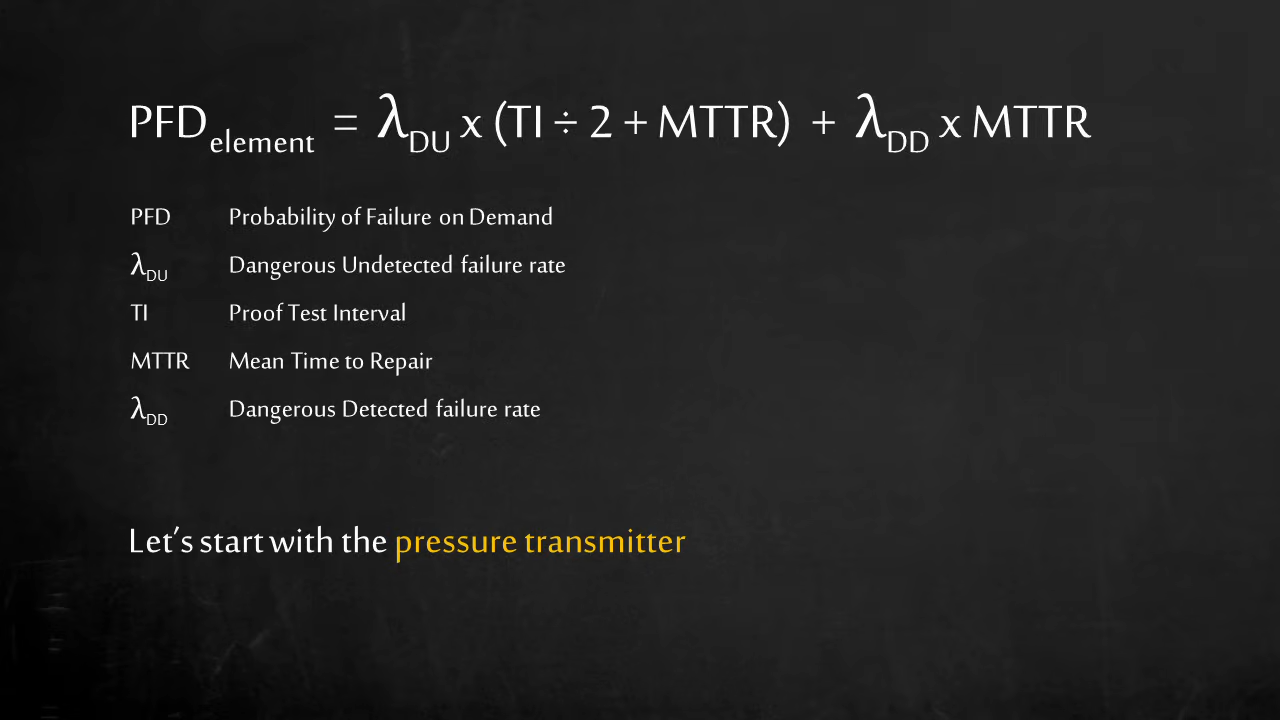 PFDelement = λDU x (TI ÷ 2 + MTTR) + λDD x MTTR
PFD Probability of Failure on Demand
λDU Dangerous Undetected failure rate
TI Proof Test Interval
MTTR Mean Time to Repair
λDD Dangerous Detected failure rate
Let’s start with the pressure transmitter